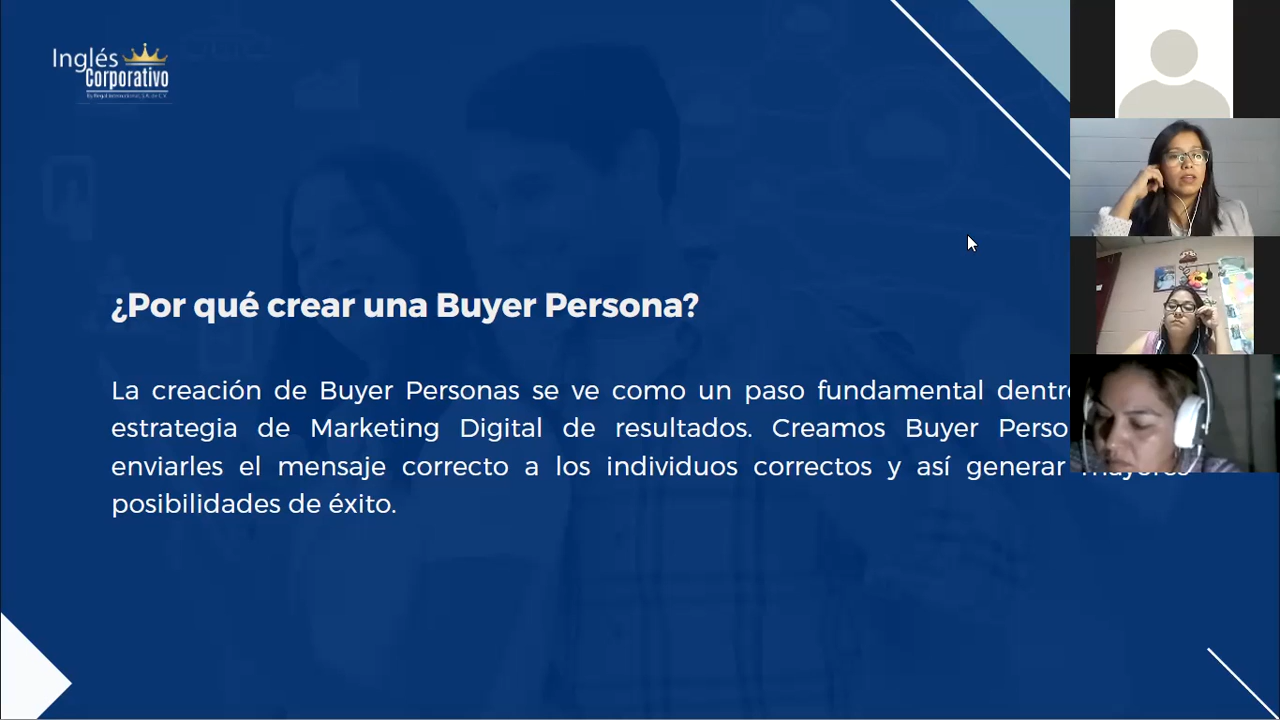 Inglés
Corporativo
¿Por qué crear una Buyer Persona?
La creación de Buyer Personas se ve como un paso fundamental
estrategia de Marketing Digital de resultados. Creamos Buyer
enviarles el mensaje correcto a los individuos correctos y así generar
posibilidades de éxito.